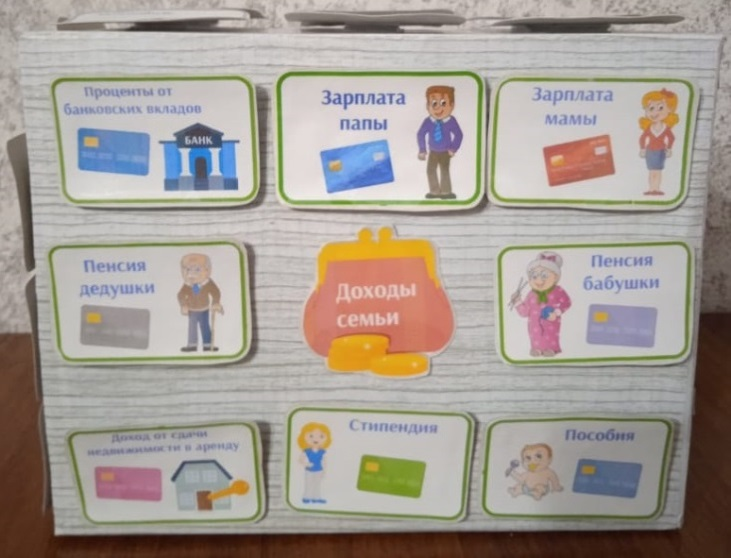 Проценты от
банковских вкладов
БАНК
Зарплата
папы
Зарплата
мамы
Пенсия
дедушки
Доходы
семьи
Пенсия
бабушки
Доход от сдачи
недвижимости в аренду
Стипендия
Пособия